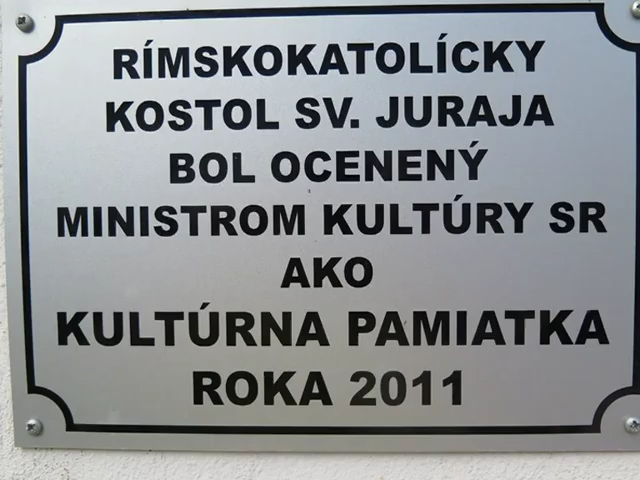 RÍMSKOKATOLÍCKY
KOSTOL SV. JURAJA
BOL OCENENÝ
MINISTROM KULTÚRY SR
AKO
KULTÚRNA PAMIATKA
ROKA 2011